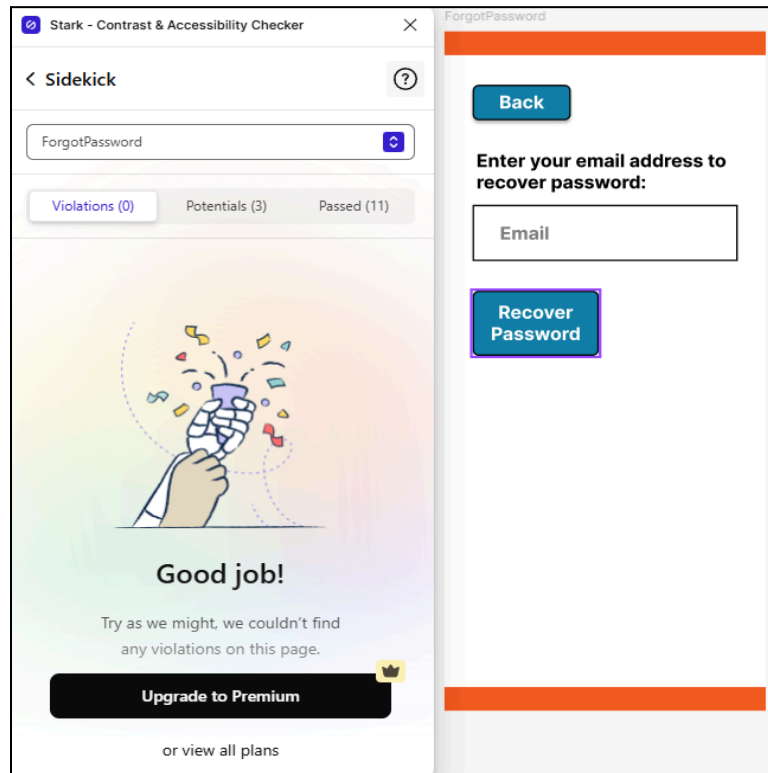 Stark - Contrast & Accessibility Checker
Sidekick
ForgotPassword
Violations (0) Potentials (3) Passed (11)
Good job!
Try as we might, we couldn't find
any violations on this page.
Upgrade to Premium
or view all plans
ForgotPassword
Back
Enter your email address to
recover password:
Email
Recover
Password